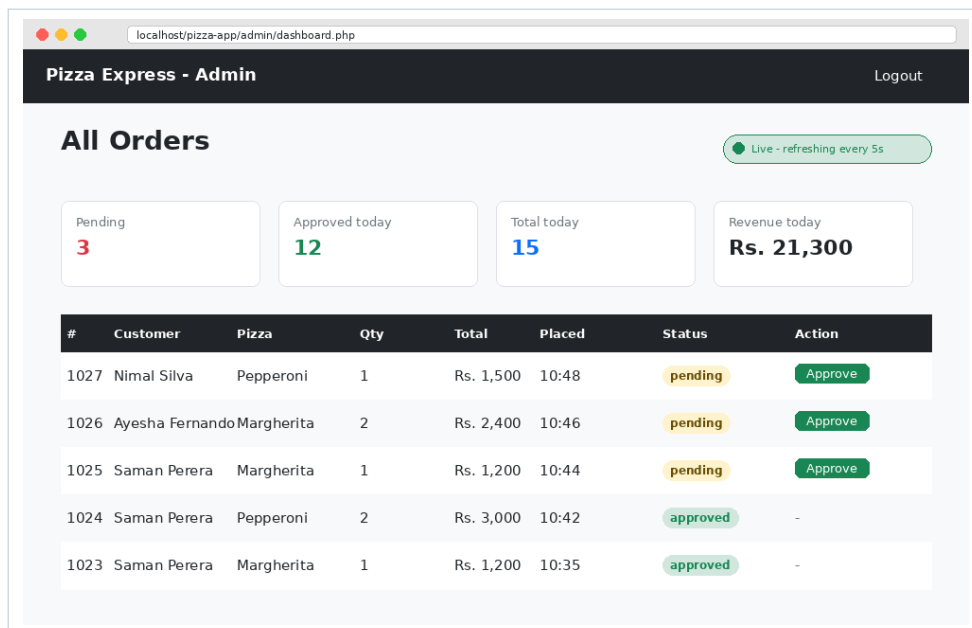 localhost/pizza-app/admin/dashboard.php
Pizza Express - Admin Logout
All Orders
Live - refreshing every 5s
Pending Approved today Total today Revenue today
3 12 15 Rs. 21,300
# Customer Pizza Qty Total Placed Status Action
1027 Nimal Silva Pepperoni 1 Rs. 1,500 10:48 pending Approve
1026 Ayesha Fernando Margherita 2 Rs. 2,400 10:46 pending Approve
1025 Saman Perera Margherita 1 Rs. 1,200 10:44 pending Approve
1024 Saman Perera Pepperoni 2 Rs. 3,000 10:42 approved -
1023 Saman Perera Margherita 1 Rs. 1,200 10:35 approved -